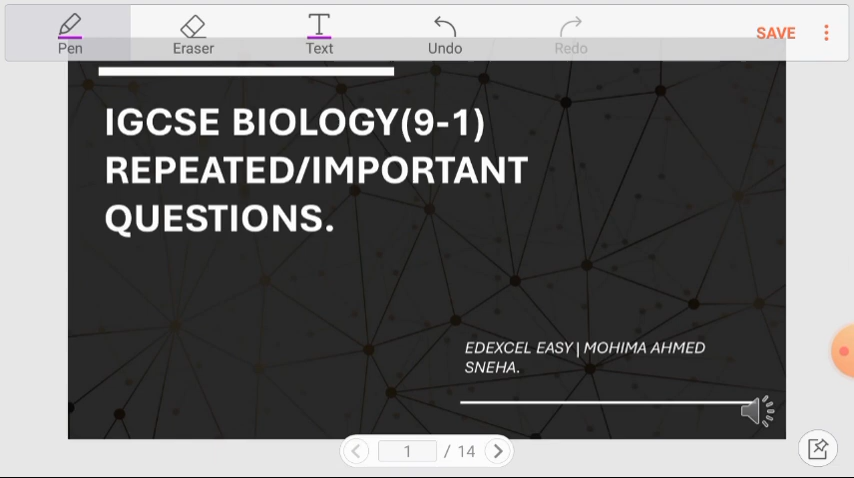 Pen Eraser Text Undo Redo SAVE
IGCSE BIOLOGY(9-1)
REPEATED/IMPORTANT
QUESTIONS.
EDEXCEL EASY | MOHIMA AHMED
SNEHA.
1 / 14